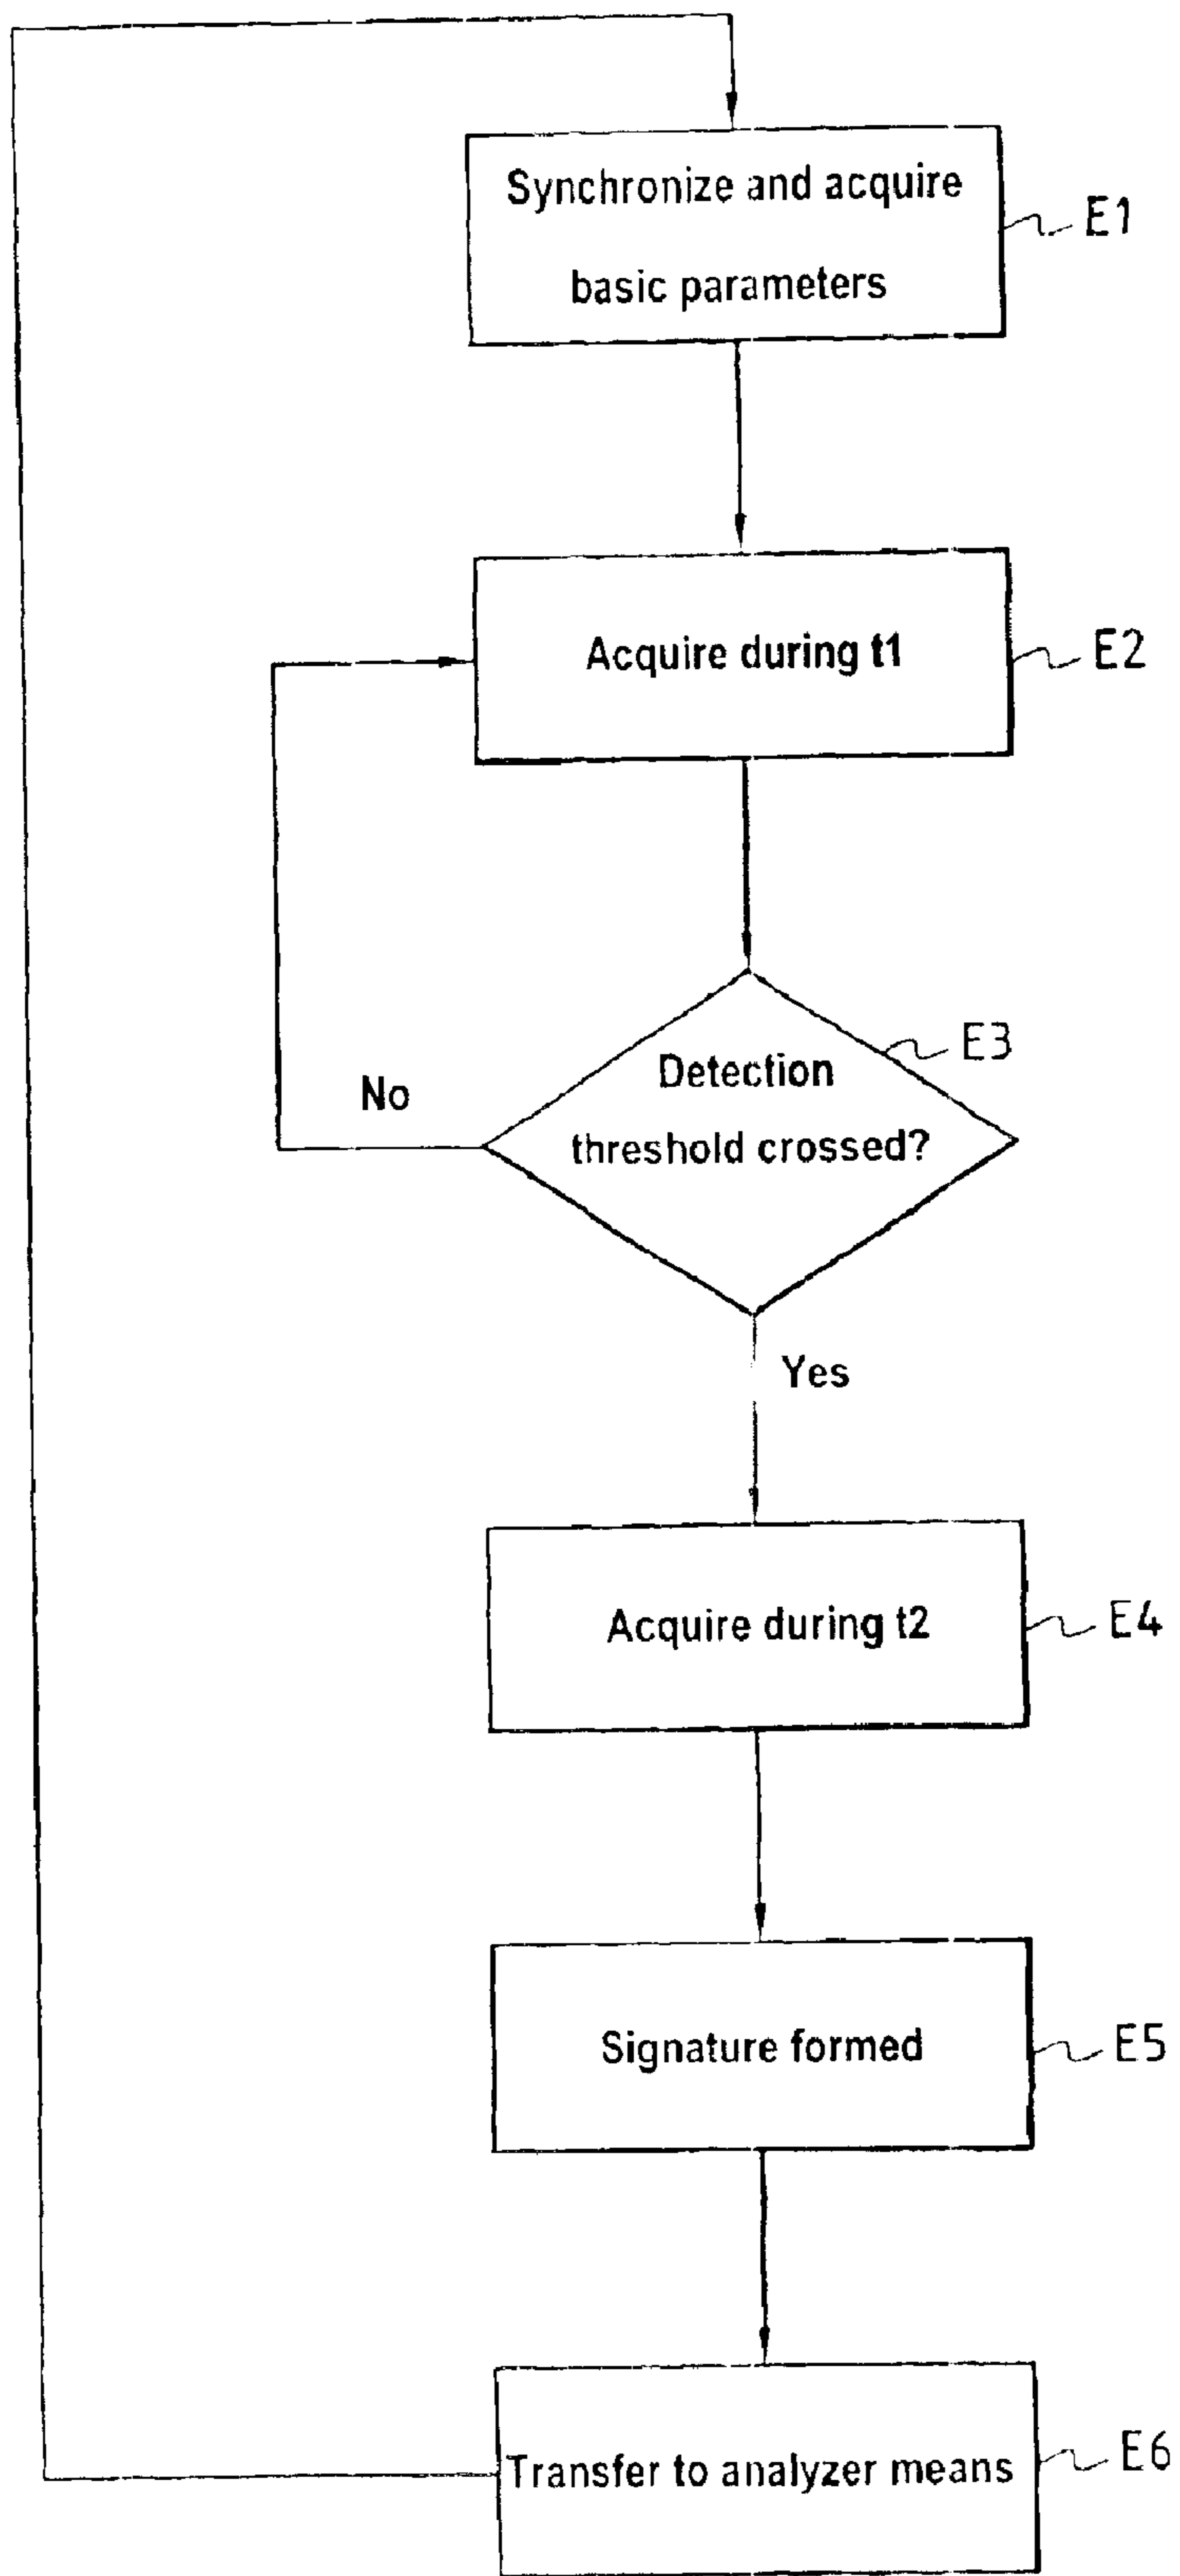 Synchronize and acquire
basic parameters
E1
Acquire during t1
E2
E3
Detection
threshold crossed?
No
Yes
Acquire during t2
E4
Signature formed
E5
Transfer to analyzer means
E6